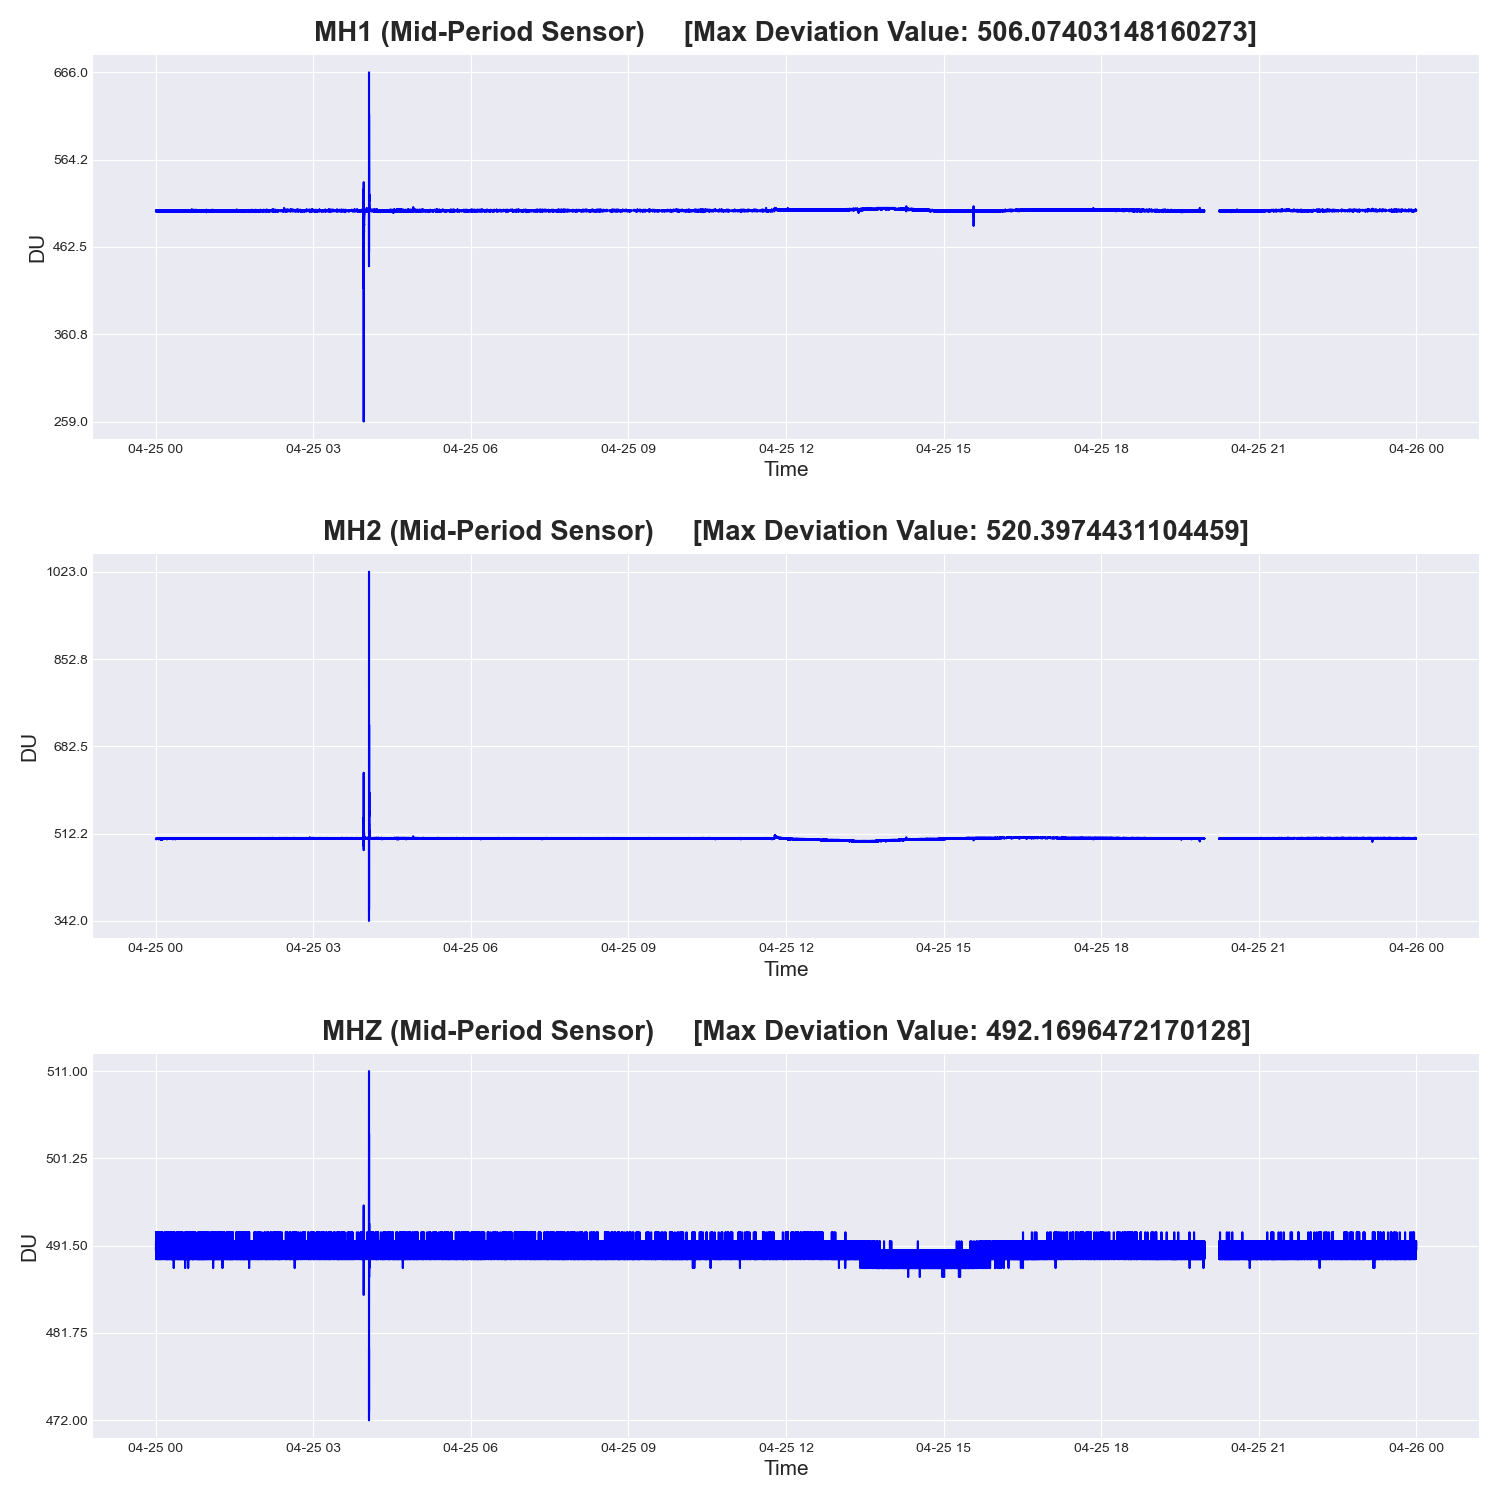 MH1 (Mid-Period Sensor) [Max Deviation Value: 506.07403148160273]
666.0
564.2
462.5
360.8
259.0
DU
04-25 00 04-25 03 04-25 06 04-25 09 04-25 12 04-25 15 04-25 18 04-25 21 04-26 00
Time
MH2 (Mid-Period Sensor) [Max Deviation Value: 520.3974431104459]
1023.0
852.8
682.5
512.2
342.0
DU
04-25 00 04-25 03 04-25 06 04-25 09 04-25 12 04-25 15 04-25 18 04-25 21 04-26 00
Time
MHZ (Mid-Period Sensor) [Max Deviation Value: 492.1696472170128]
511.00
501.25
491.50
481.75
472.00
DU
04-25 00 04-25 03 04-25 06 04-25 09 04-25 12 04-25 15 04-25 18 04-25 21 04-26 00
Time